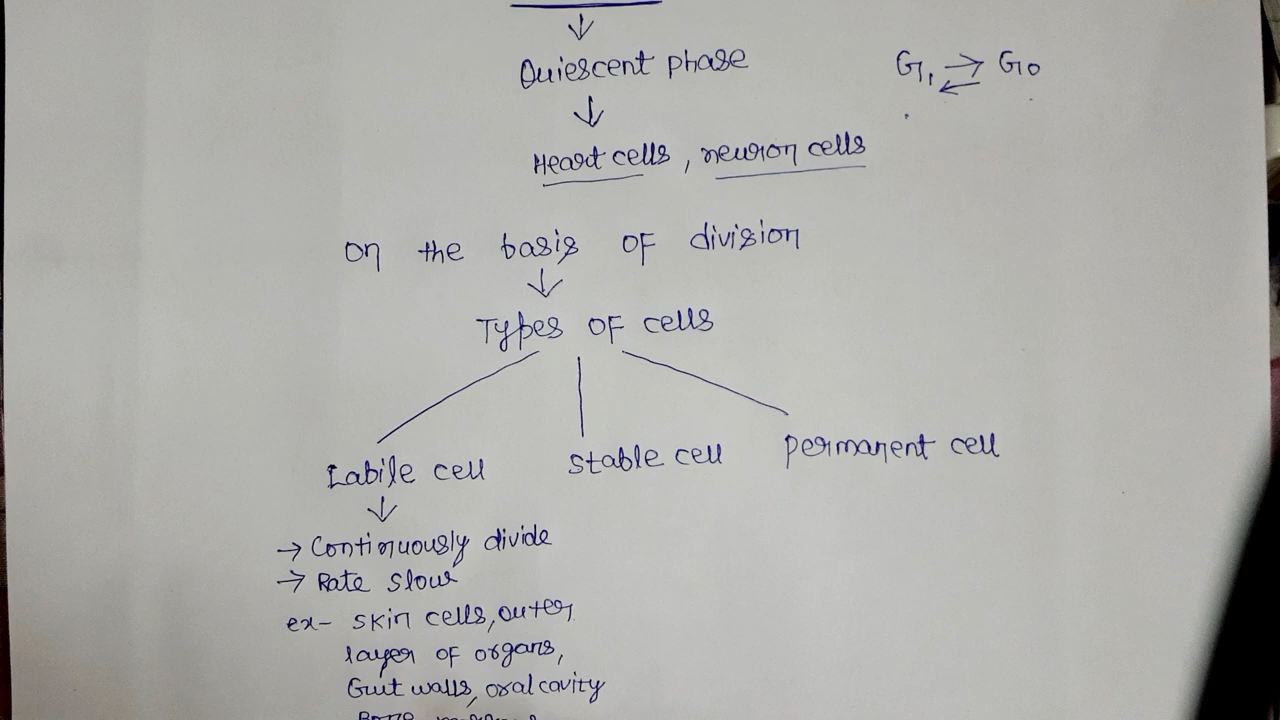 Quiescent phase
G1 ⇌ G0
Heart cells, neuron cells
on the basis OF division
Types OF cells
Labile cell
stable cell
permanent cell
→ Continuously divide
→ Rate slow
ex- skin cells, outer
layer of organs,
Gut walls, oral cavity